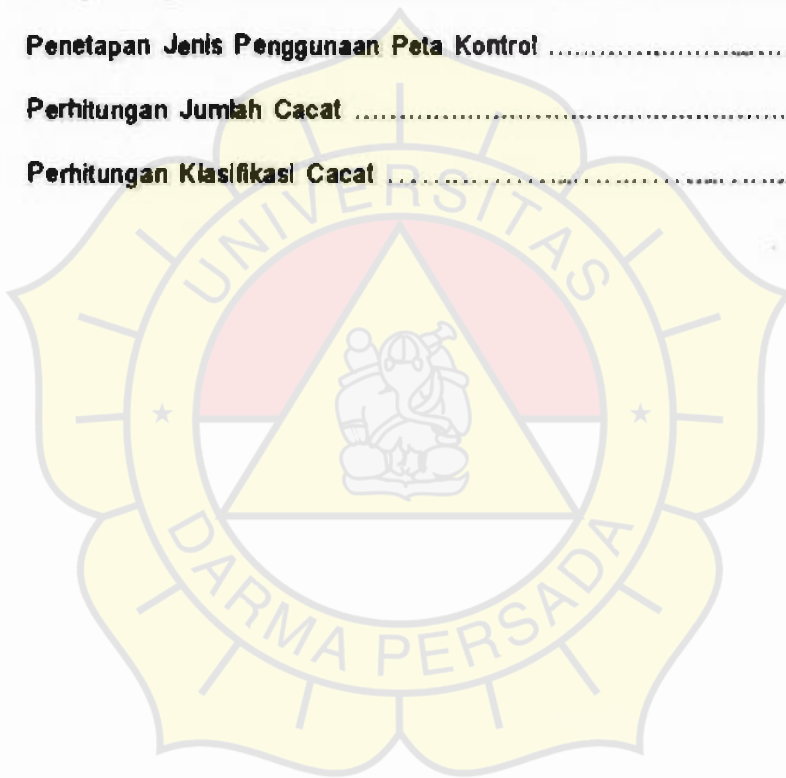 Penetapan Jenis Penggunaan Peta Kontrol ........................
Perhitungan Jumlah Cacat ................................................
Perhitungan Klasifikasi Cacat ............................................
UNIVERSITAS
DARMA PERSADA